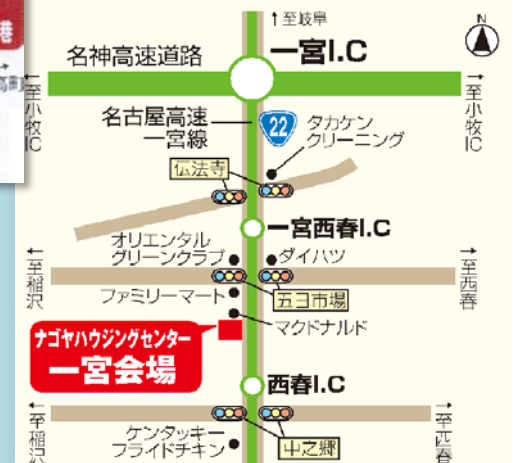 港
↑至岐阜
N
一宮I.C
名神高速道路
↑至小牧IC
↑至小牧IC
名古屋高速
一宮線
22
タカケン
クリーニング
伝法寺
一宮西春I.C
オリエンタル
グリーンクラブ
ダイハツ
↑至稲沢
↑至西春
ファミリーマート
五日市場
マクドナルド
ナゴヤハウジングセンター
一宮会場
西春I.C
↑至稲沢
↑至西春
ケンタッキー
フライドチキン
中之郷